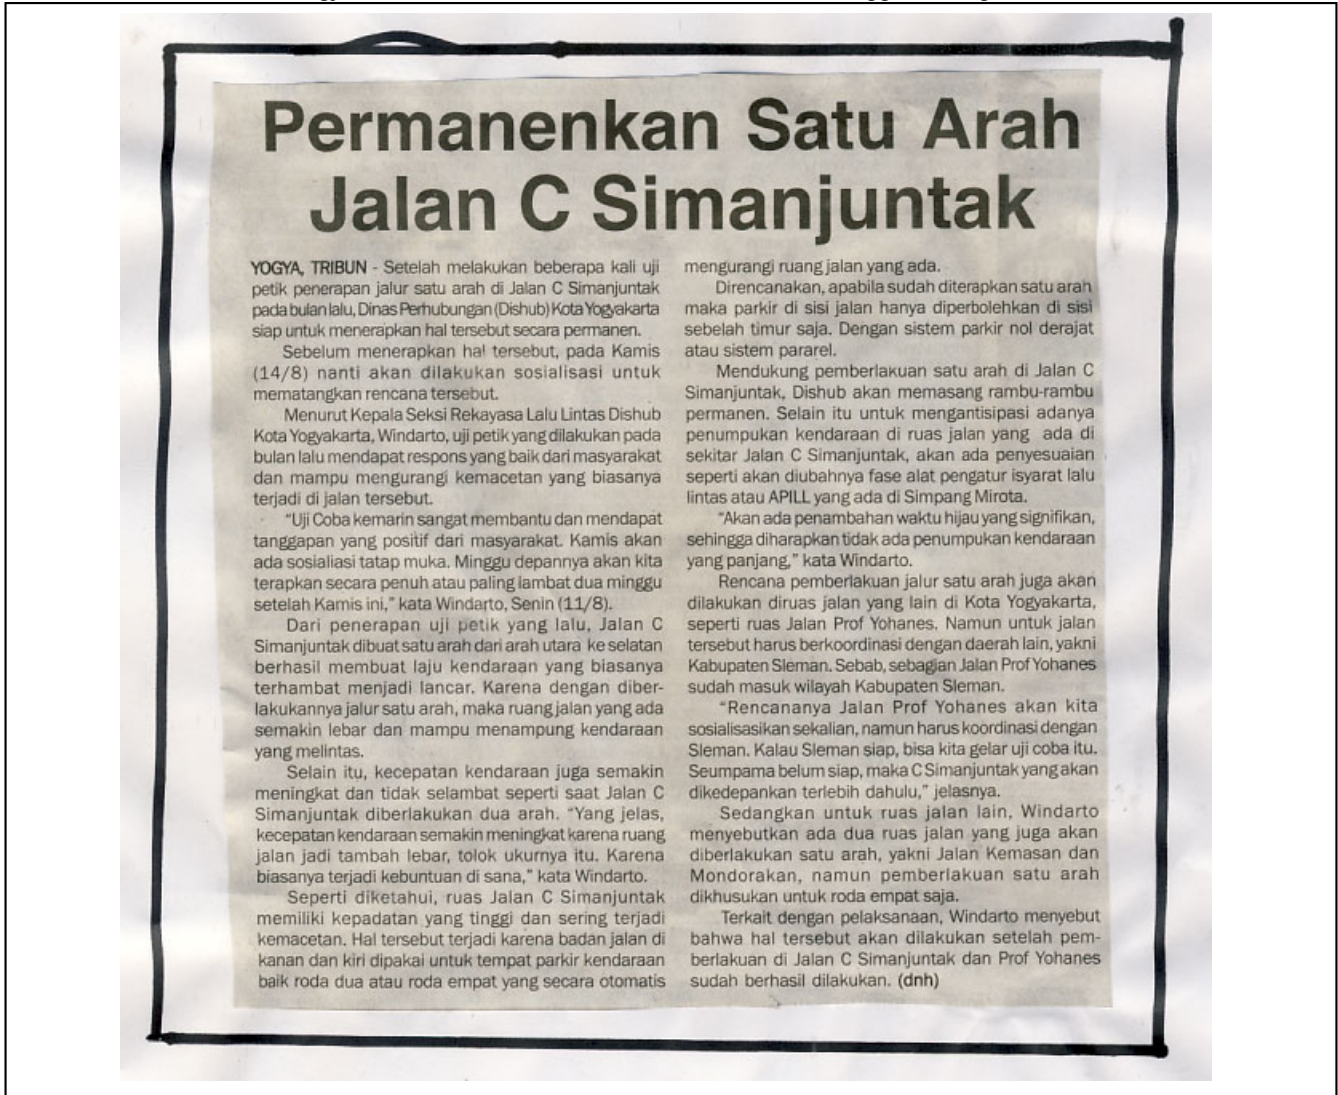 Permanenkan Satu Arah
Jalan C Simanjuntak
YOGYA, TRIBUN - Setelah melakukan beberapa kali uji
petik penerapan jalur satu arah di Jalan C Simanjuntak
pada bulan lalu, Dinas Perhubungan (Dishub) Kota Yogyakarta
siap untuk menerapkan hal tersebut secara permanen.
Sebelum menerapkan hal tersebut, pada Kamis
(14/8) nanti akan dilakukan sosialisasi untuk
mematangkan rencana tersebut.
Menurut Kepala Seksi Rekayasa Lalu Lintas Dishub
Kota Yogyakarta, Windarto, uji petik yang dilakukan pada
bulan lalu mendapat respons yang baik dari masyarakat
dan mampu mengurangi kemacetan yang biasanya
terjadi di jalan tersebut.
"Uji Coba kemarin sangat membantu dan mendapat
tanggapan yang positif dari masyarakat. Kamis akan
ada sosialiasi tatap muka. Minggu depannya akan kita
terapkan secara penuh atau paling lambat dua minggu
setelah Kamis ini," kata Windarto, Senin (11/8).
Dari penerapan uji petik yang lalu, Jalan C
Simanjuntak dibuat satu arah dari arah utara ke selatan
berhasil membuat laju kendaraan yang biasanya
terhambat menjadi lancar. Karena dengan diber-
lakukannya jalur satu arah, maka ruang jalan yang ada
semakin lebar dan mampu menampung kendaraan
yang melintas.
Selain itu, kecepatan kendaraan juga semakin
meningkat dan tidak selambat seperti saat Jalan C
Simanjuntak diberlakukan dua arah. "Yang jelas,
kecepatan kendaraan semakin meningkat karena ruang
jalan jadi tambah lebar, tolok ukurnya itu. Karena
biasanya terjadi kebuntuan di sana," kata Windarto.
Seperti diketahui, ruas Jalan C Simanjuntak
memiliki kepadatan yang tinggi dan sering terjadi
kemacetan. Hal tersebut terjadi karena badan jalan di
kanan dan kiri dipakai untuk tempat parkir kendaraan
baik roda dua atau roda empat yang secara otomatis
mengurangi ruang jalan yang ada.
Direncanakan, apabila sudah diterapkan satu arah
maka parkir di sisi jalan hanya diperbolehkan di sisi
sebelah timur saja. Dengan sistem parkir nol derajat
atau sistem pararel.
Mendukung pemberlakuan satu arah di Jalan C
Simanjuntak, Dishub akan memasang rambu-rambu
permanen. Selain itu untuk mengantisipasi adanya
penumpukan kendaraan di ruas jalan yang ada di
sekitar Jalan C Simanjuntak, akan ada penyesuaian
seperti akan diubahnya fase alat pengatur isyarat lalu
lintas atau APILL yang ada di Simpang Mirota.
"Akan ada penambahan waktu hijau yang signifikan,
sehingga diharapkan tidak ada penumpukan kendaraan
yang panjang," kata Windarto.
Rencana pemberlakuan jalur satu arah juga akan
dilakukan diruas jalan yang lain di Kota Yogyakarta,
seperti ruas Jalan Prof Yohanes. Namun untuk jalan
tersebut harus berkoordinasi dengan daerah lain, yakni
Kabupaten Sleman. Sebab, sebagian Jalan Prof Yohanes
sudah masuk wilayah Kabupaten Sleman.
"Rencananya Jalan Prof Yohanes akan kita
sosialisasikan sekalian, namun harus koordinasi dengan
Sleman. Kalau Sleman siap, bisa kita gelar uji coba itu.
Seumpama belum siap, maka C Simanjuntak yang akan
dikedepankan terlebih dahulu," jelasnya.
Sedangkan untuk ruas jalan lain, Windarto
menyebutkan ada dua ruas jalan yang juga akan
diberlakukan satu arah, yakni Jalan Kemasan dan
Mondorakan, namun pemberlakuan satu arah
dikhusukan untuk roda empat saja.
Terkait dengan pelaksanaan, Windarto menyebut
bahwa hal tersebut akan dilakukan setelah pem-
berlakuan di Jalan C Simanjuntak dan Prof Yohanes
sudah berhasil dilakukan. (dnh)